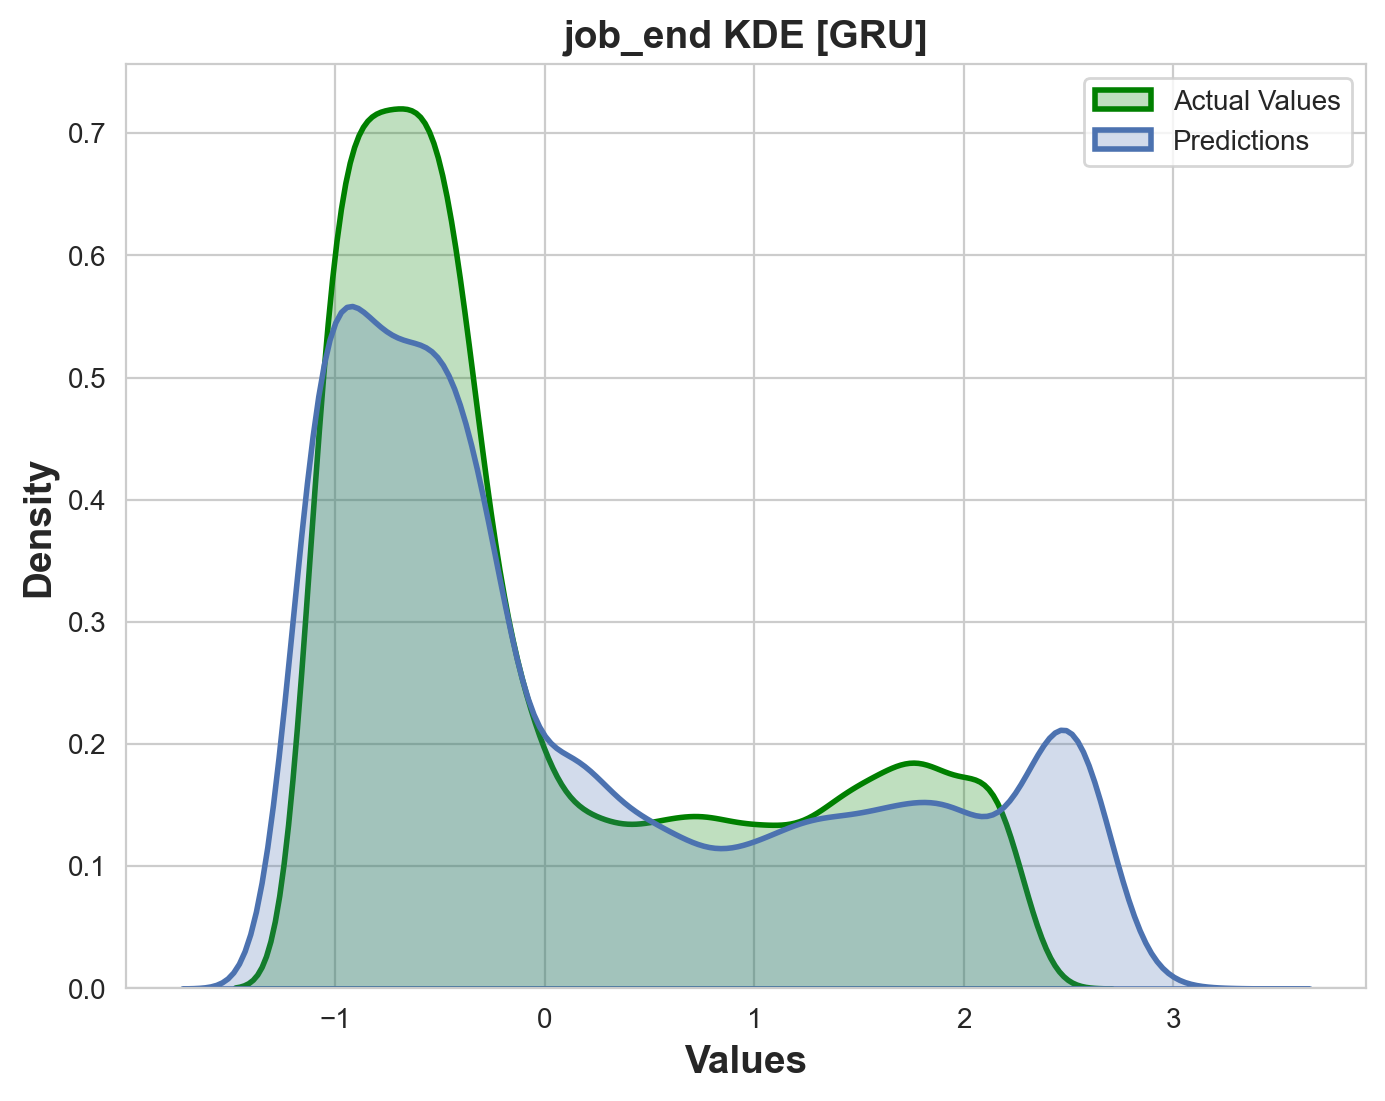 job_end KDE [GRU]
Actual Values
Predictions
Density
0.7
0.6
0.5
0.4
0.3
0.2
0.1
0.0
−1 0 1 2 3
Values